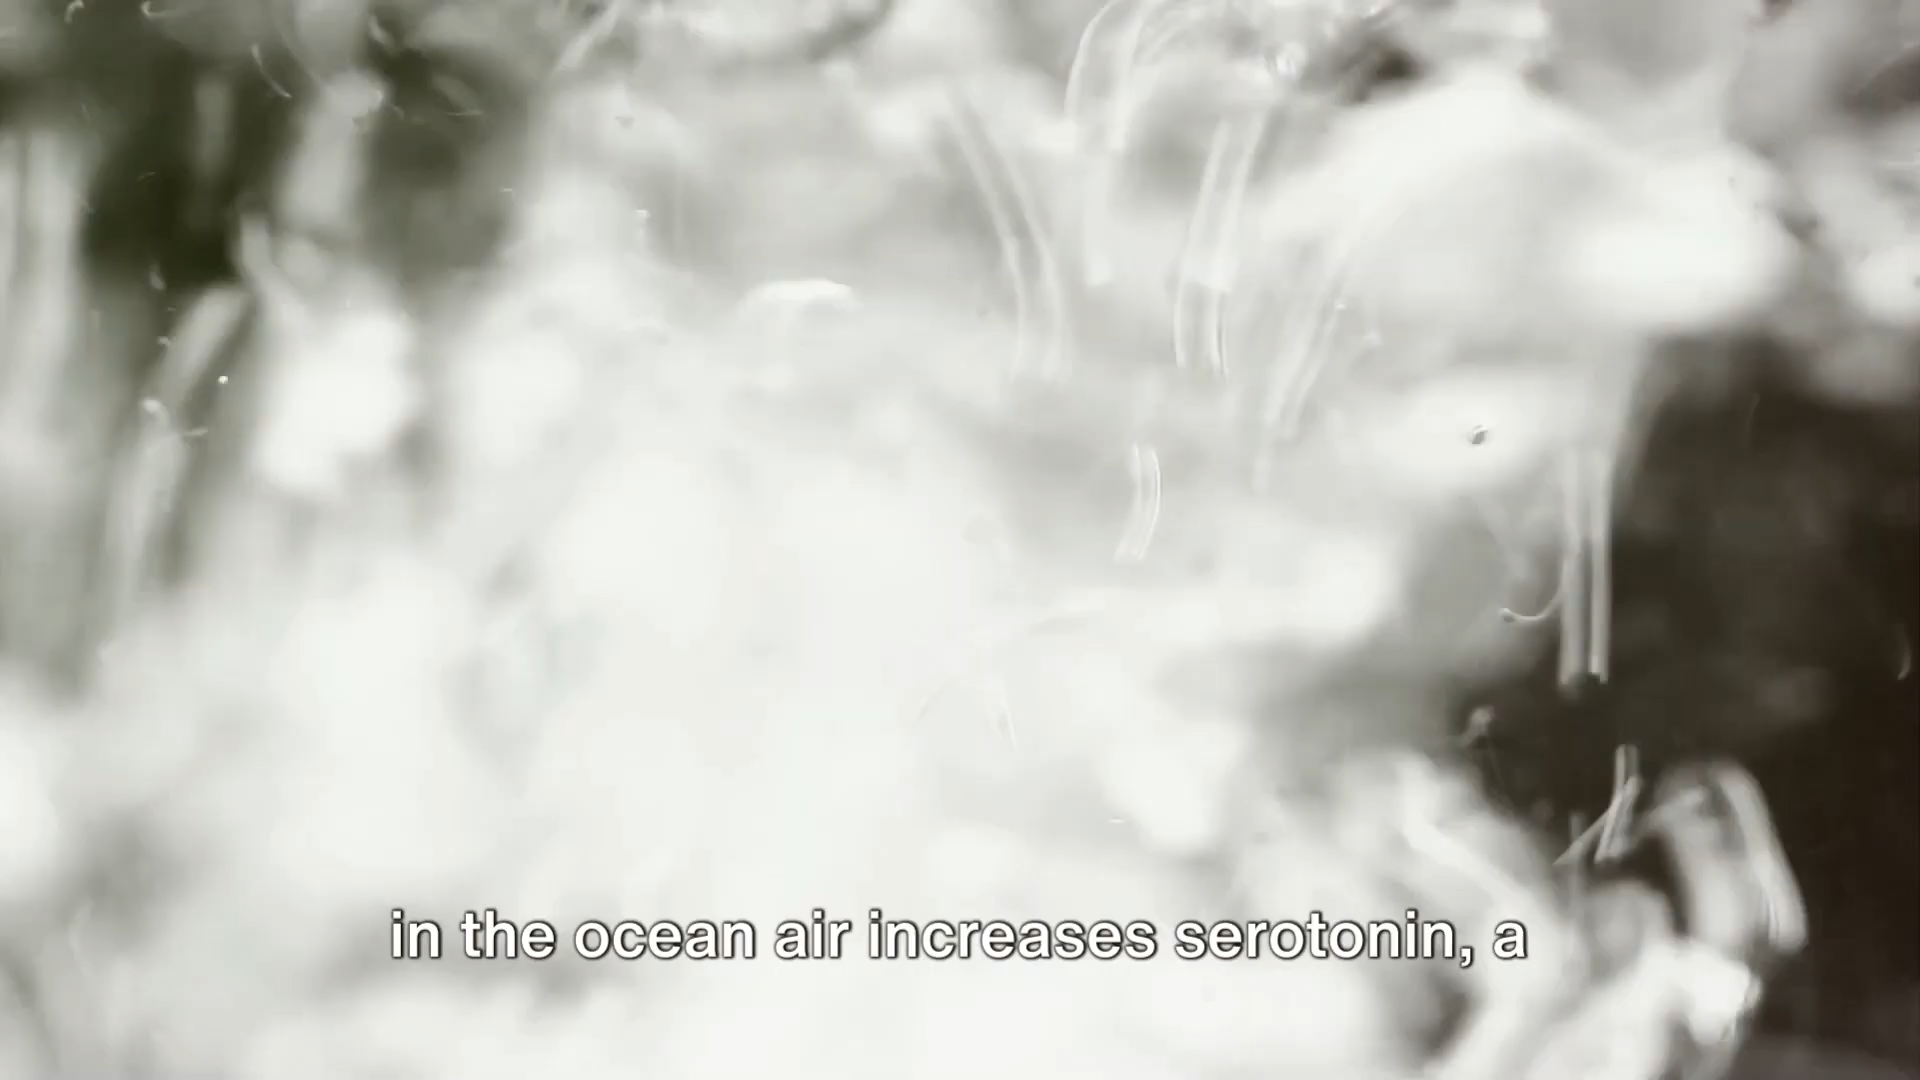 in the ocean air increases serotonin, a